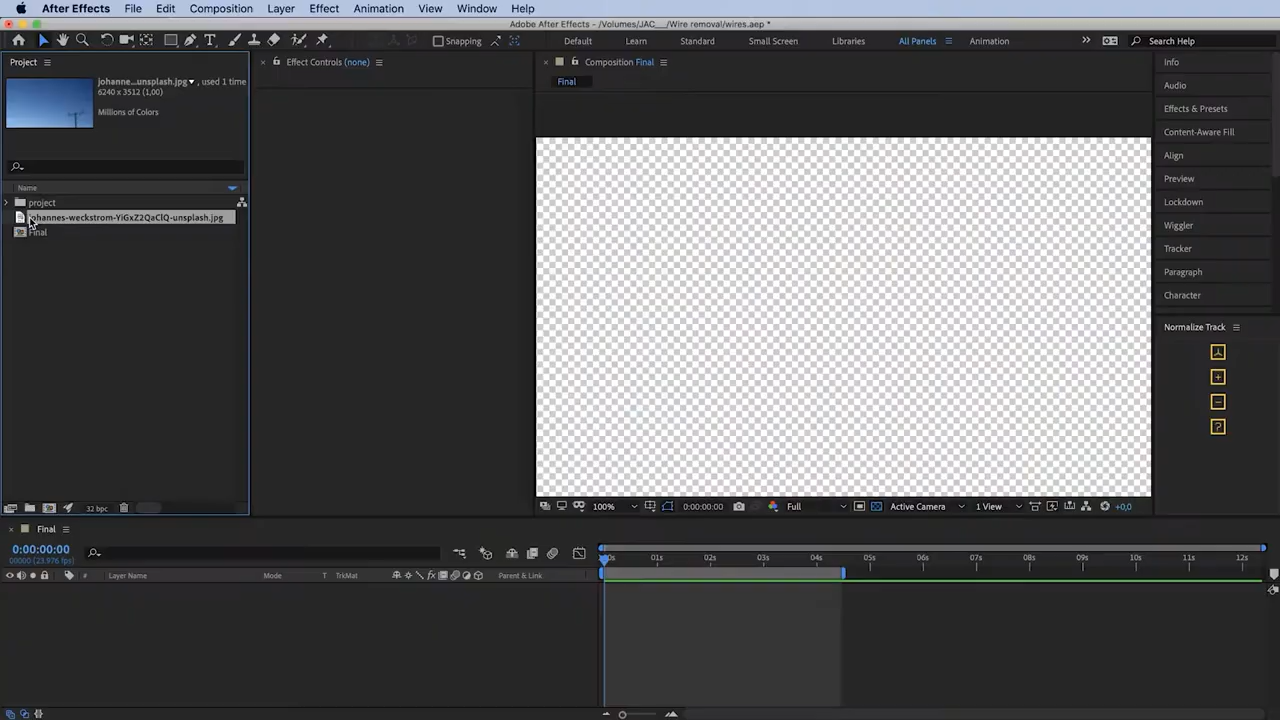 After Effects File Edit Composition Layer Effect Animation View Window Help
Adobe After Effects - /Volumes/JAC___/Wire removal/wires.aep *
Snapping Default Learn Standard Small Screen Libraries All Panels Animation Search Help
Project
johanne...unsplash.jpg , used 1 time
6240 x 3512 (1,00)
Millions of Colors
Name
project
johannes-weckstrom-YiGxZ2QaClQ-unsplash.jpg
Final
32 bpc
Effect Controls (none)
Composition Final
Final
100% 0:00:00:00 Full Active Camera 1 View +0,0
Info
Audio
Effects & Presets
Content-Aware Fill
Align
Preview
Lockdown
Wiggler
Tracker
Paragraph
Character
Normalize Track
Final
0:00:00:00
00000 (23.976 fps)
# Layer Name Mode T TrkMat Parent & Link
01s 02s 03s 04s 05s 06s 07s 08s 09s 10s 11s 12s